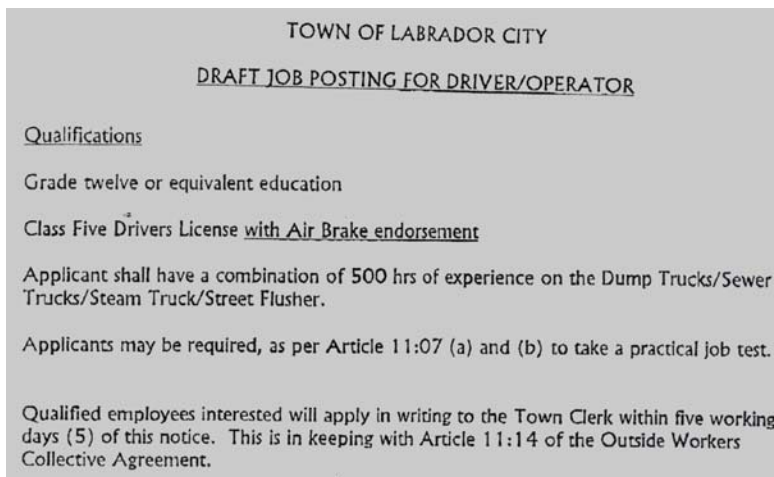 TOWN OF LABRADOR CITY
DRAFT JOB POSTING FOR DRIVER/OPERATOR
Qualifications
Grade twelve or equivalent education
Class Five Drivers License with Air Brake endorsement
Applicant shall have a combination of 500 hrs of experience on the Dump Trucks/Sewer
Trucks/Steam Truck/Street Flusher.
Applicants may be required, as per Article 11:07 (a) and (b) to take a practical job test.
Qualified employees interested will apply in writing to the Town Clerk within five working
days (5) of this notice. This is in keeping with Article 11:14 of the Outside Workers
Collective Agreement.